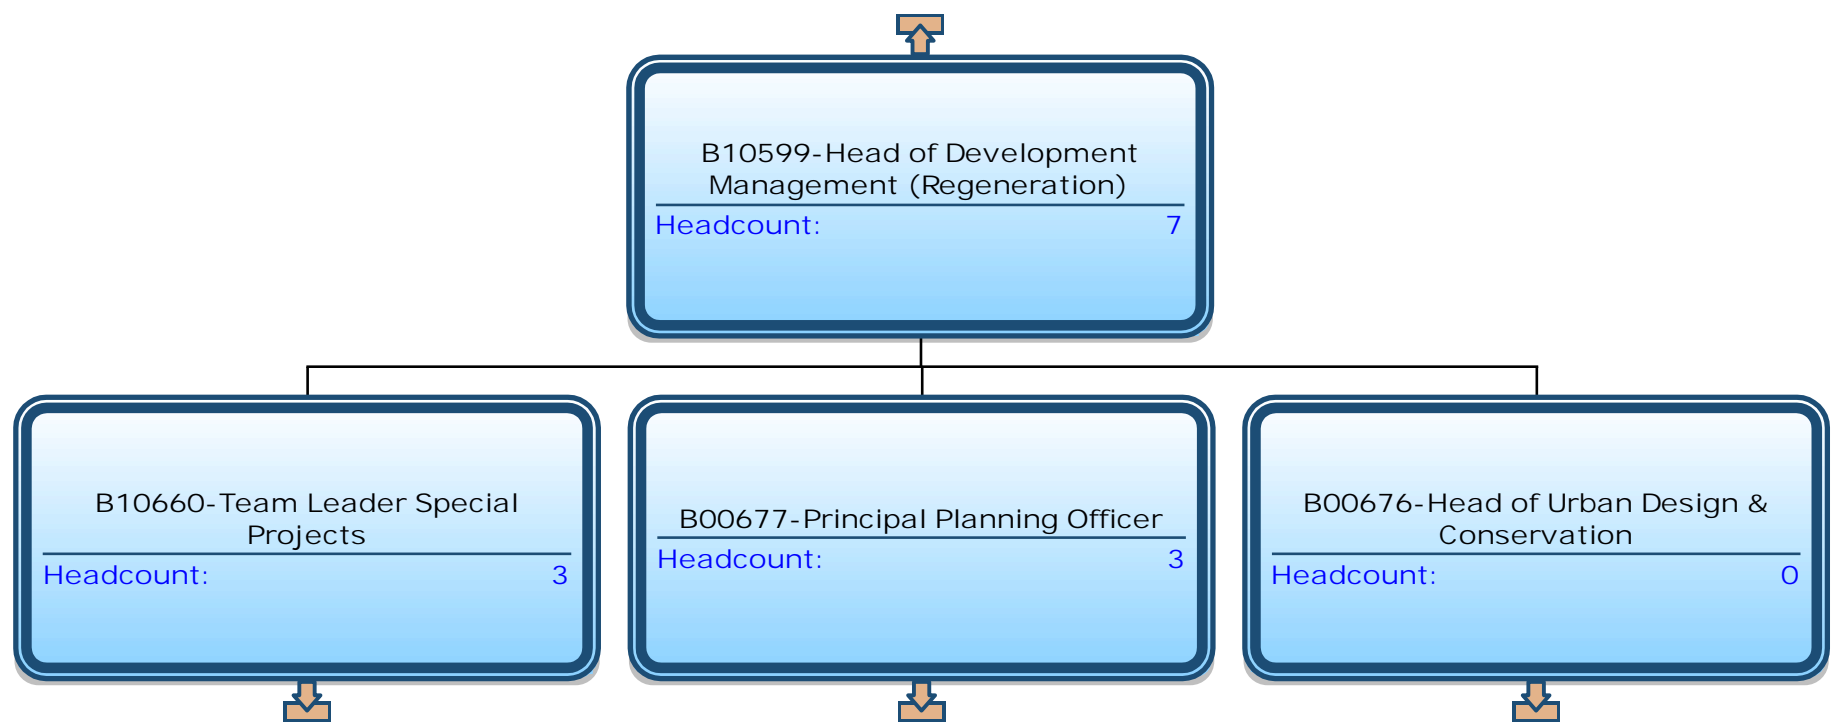 B10599-Head of Development
Management (Regeneration)
Headcount: 7
B10660-Team Leader Special
Projects
Headcount: 3
B00677-Principal Planning Officer
Headcount: 3
B00676-Head of Urban Design &
Conservation
Headcount: 0